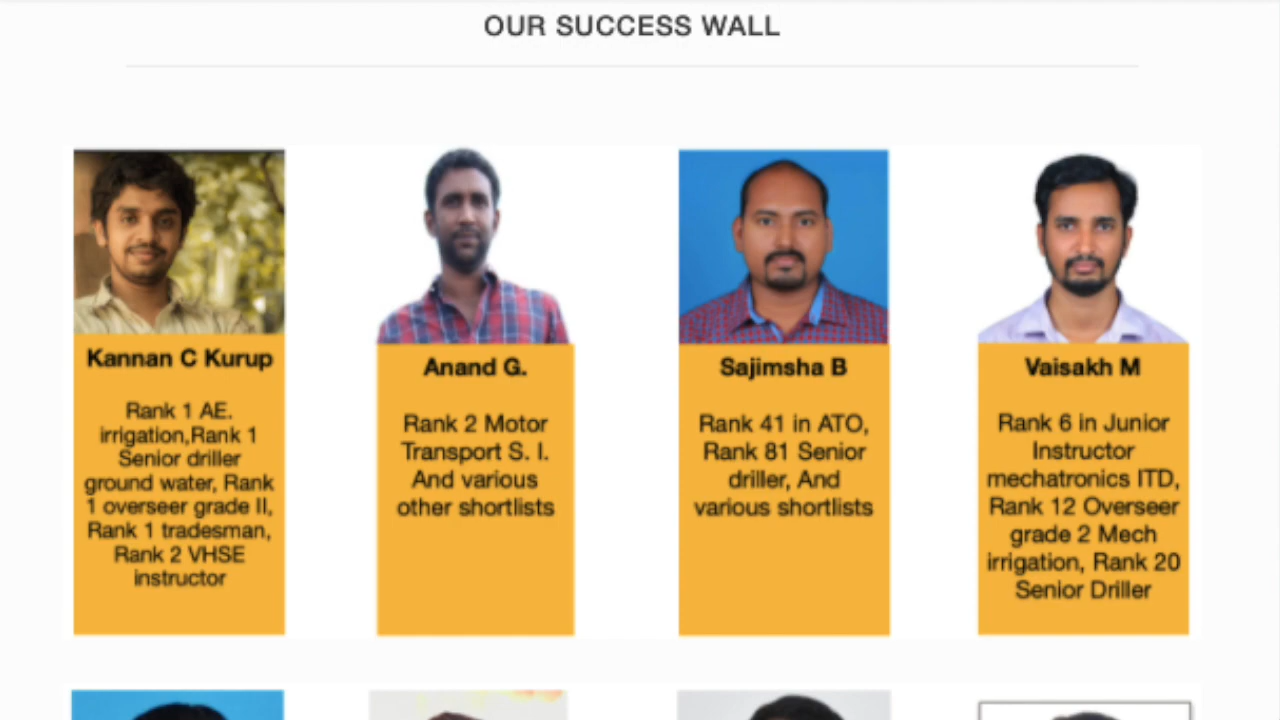 OUR SUCCESS WALL
Kannan C Kurup
Rank 1 AE.
irrigation,Rank 1
Senior driller
ground water, Rank
1 overseer grade II,
Rank 1 tradesman,
Rank 2 VHSE
instructor
Anand G.
Rank 2 Motor
Transport S. I.
And various
other shortlists
Sajimsha B
Rank 41 in ATO,
Rank 81 Senior
driller, And
various shortlists
Vaisakh M
Rank 6 in Junior
Instructor
mechatronics ITD,
Rank 12 Overseer
grade 2 Mech
irrigation, Rank 20
Senior Driller